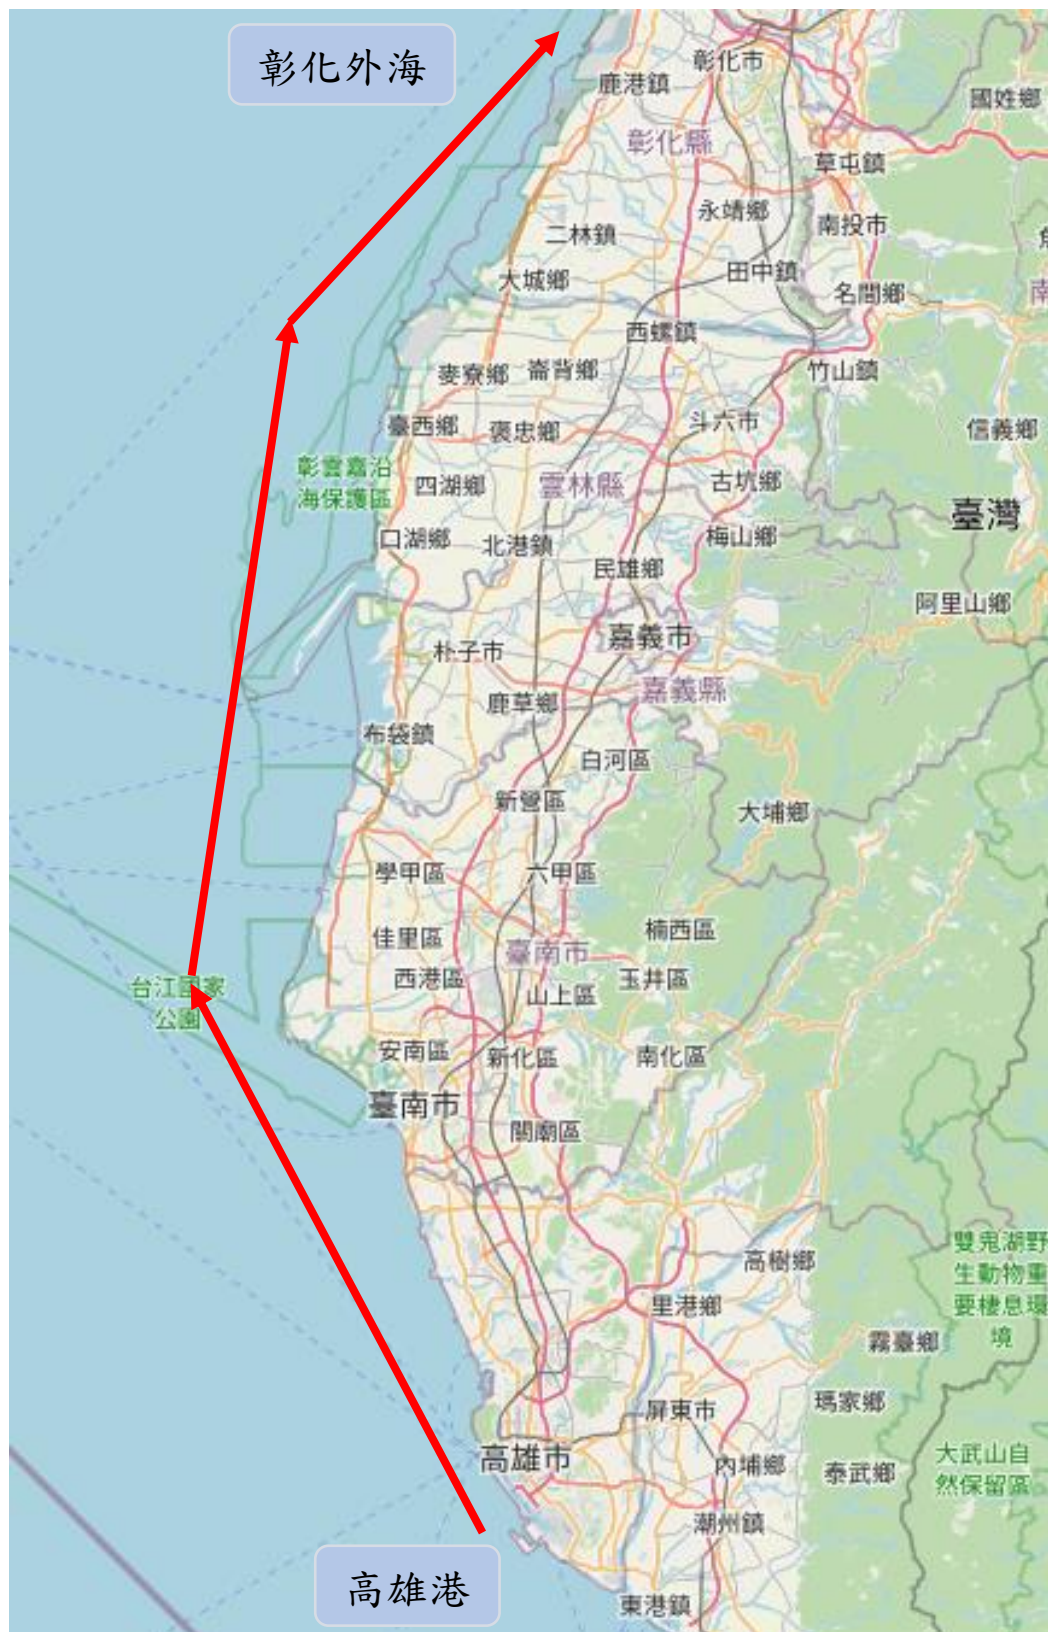 彰化外海
彰化市
鹿港鎮
國姓鄉
彰化縣
草屯鎮
永靖鄉
南投市
二林鎮
田中鎮
大城鄉
名間鄉
南
西螺鎮
竹山鎮
麥寮鄉
崙背鄉
斗六市
臺西鄉
褒忠鄉
信義鄉
彰雲嘉沿
海保護區
四湖鄉
雲林縣
古坑鄉
臺灣
口湖鄉
北港鎮
梅山鄉
民雄鄉
阿里山鄉
嘉義市
朴子市
嘉義縣
鹿草鄉
布袋鎮
白河區
新營區
大埔鄉
學甲區
六甲區
佳里區
楠西區
臺南市
西港區
玉井區
台江國家
公園
山上區
安南區
新化區
南化區
臺南市
關廟區
高樹鄉
雙鬼湖野
生動物重
要棲息環
境
里港鄉
霧臺鄉
瑪家鄉
屏東市
高雄市
內埔鄉
泰武鄉
大武山自
然保留區
潮州鎮
高雄港
東港鎮